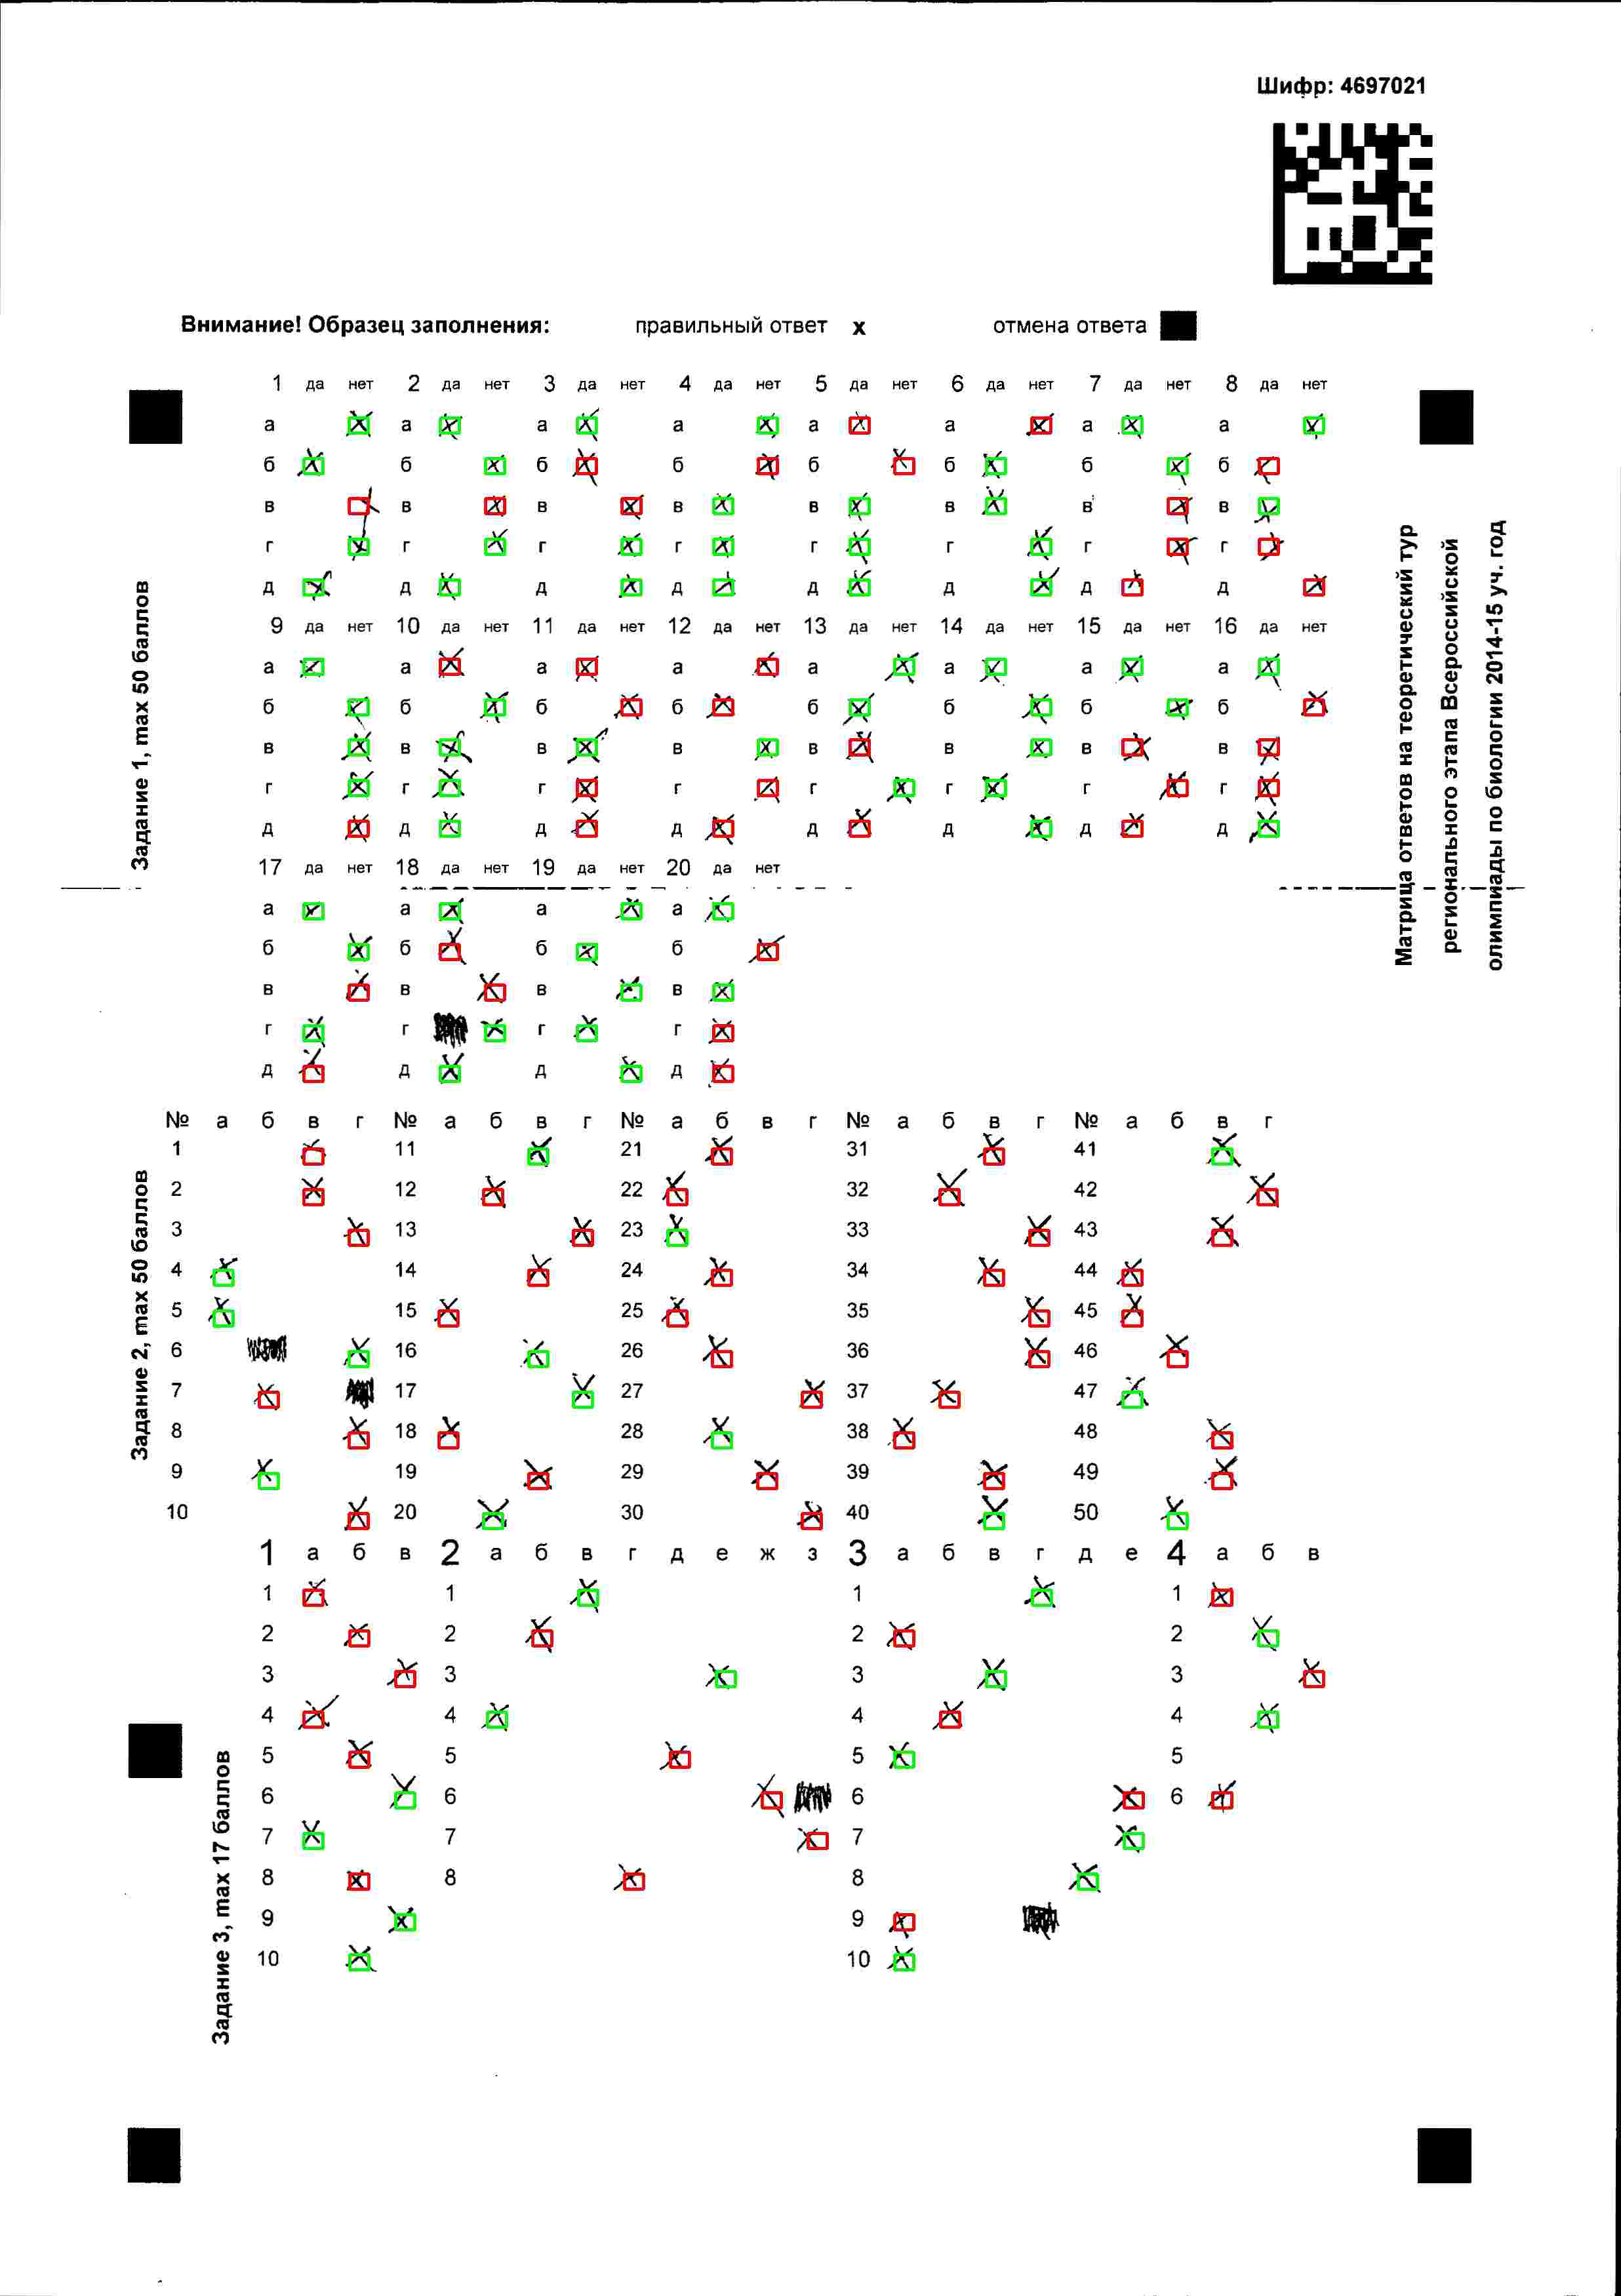 Шифр: 4697021
Внимание! Образец заполнения: правильный ответ x отмена ответа
Матрица ответов на теоретический тур
регионального этапа Всероссийской
олимпиады по биологии 2014-15 уч. год
Задание 1, max 50 баллов
1 да нет 2 да нет 3 да нет 4 да нет 5 да нет 6 да нет 7 да нет 8 да нет
а а а а а а а а
б б б б б б б б
в в в в в в в в
г г г г г г г г
д д д д д д д д
9 да нет 10 да нет 11 да нет 12 да нет 13 да нет 14 да нет 15 да нет 16 да нет
а а а а а а а а
б б б б б б б б
в в в в в в в в
г г г г г г г г
д д д д д д д д
17 да нет 18 да нет 19 да нет 20 да нет
а а а а
б б б б
в в в в
г г г г
д д д д
Задание 2, max 50 баллов
№ а б в г № а б в г № а б в г № а б в г № а б в г
1 11 21 31 41
2 12 22 32 42
3 13 23 33 43
4 14 24 34 44
5 15 25 35 45
6 16 26 36 46
7 17 27 37 47
8 18 28 38 48
9 19 29 39 49
10 20 30 40 50
Задание 3, max 17 баллов
1 а б в 2 а б в г д е ж з 3 а б в г д е 4 а б в
1 1 1 1
2 2 2 2
3 3 3 3
4 4 4 4
5 5 5 5
6 6 6 6
7 7 7
8 8 8
9 9
10 10